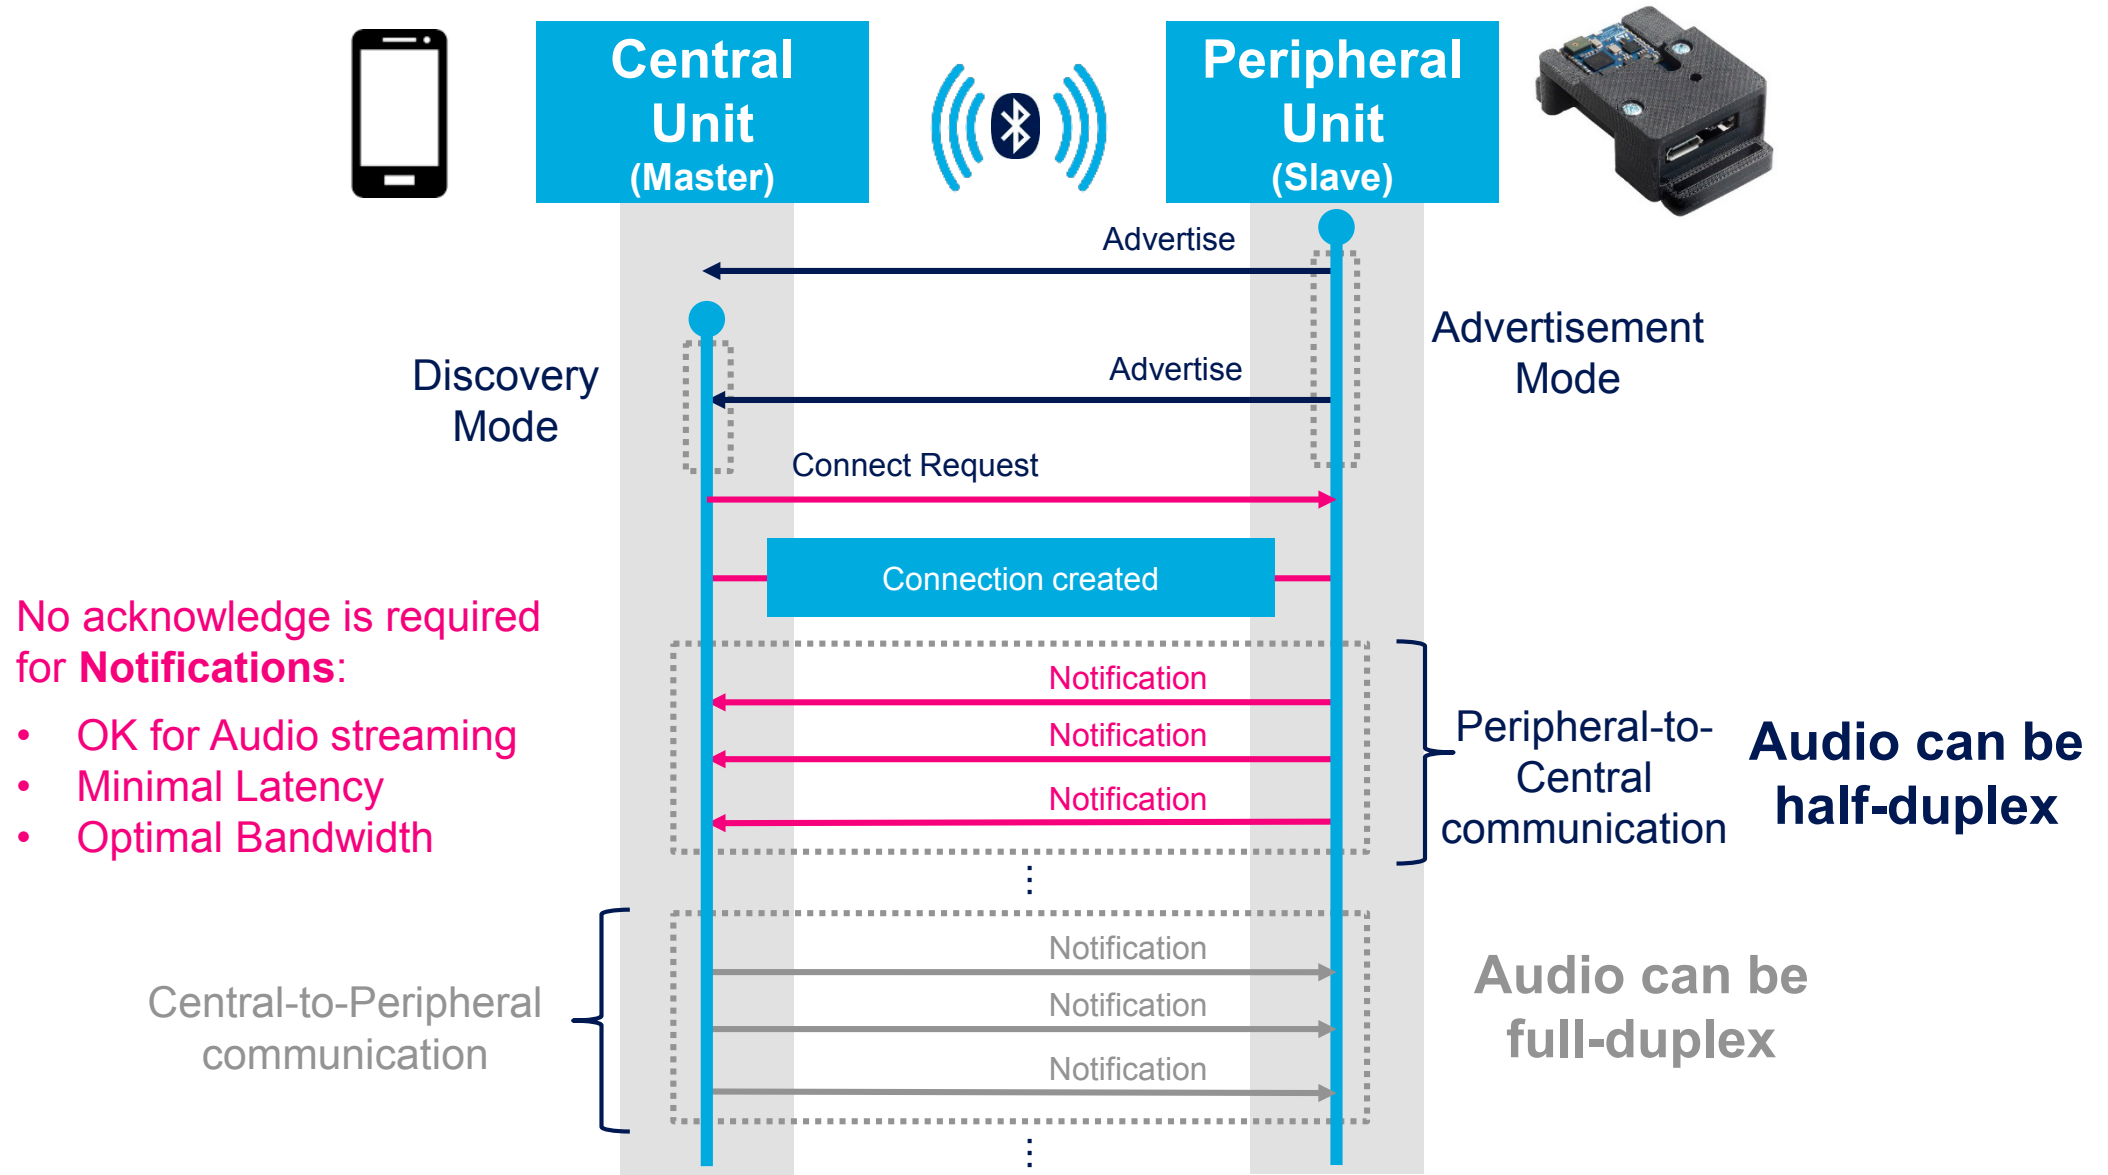 Central
Unit
(Master)
Peripheral
Unit
(Slave)
Advertise
Advertisement
Mode
Discovery
Mode
Advertise
Connect Request
Connection created
No acknowledge is required
for Notifications:
• OK for Audio streaming
• Minimal Latency
• Optimal Bandwidth
Notification
Notification
Notification
Peripheral-to-
Central
communication
Audio can be
half-duplex
...
Central-to-Peripheral
communication
Notification
Notification
Notification
Audio can be
full-duplex
...